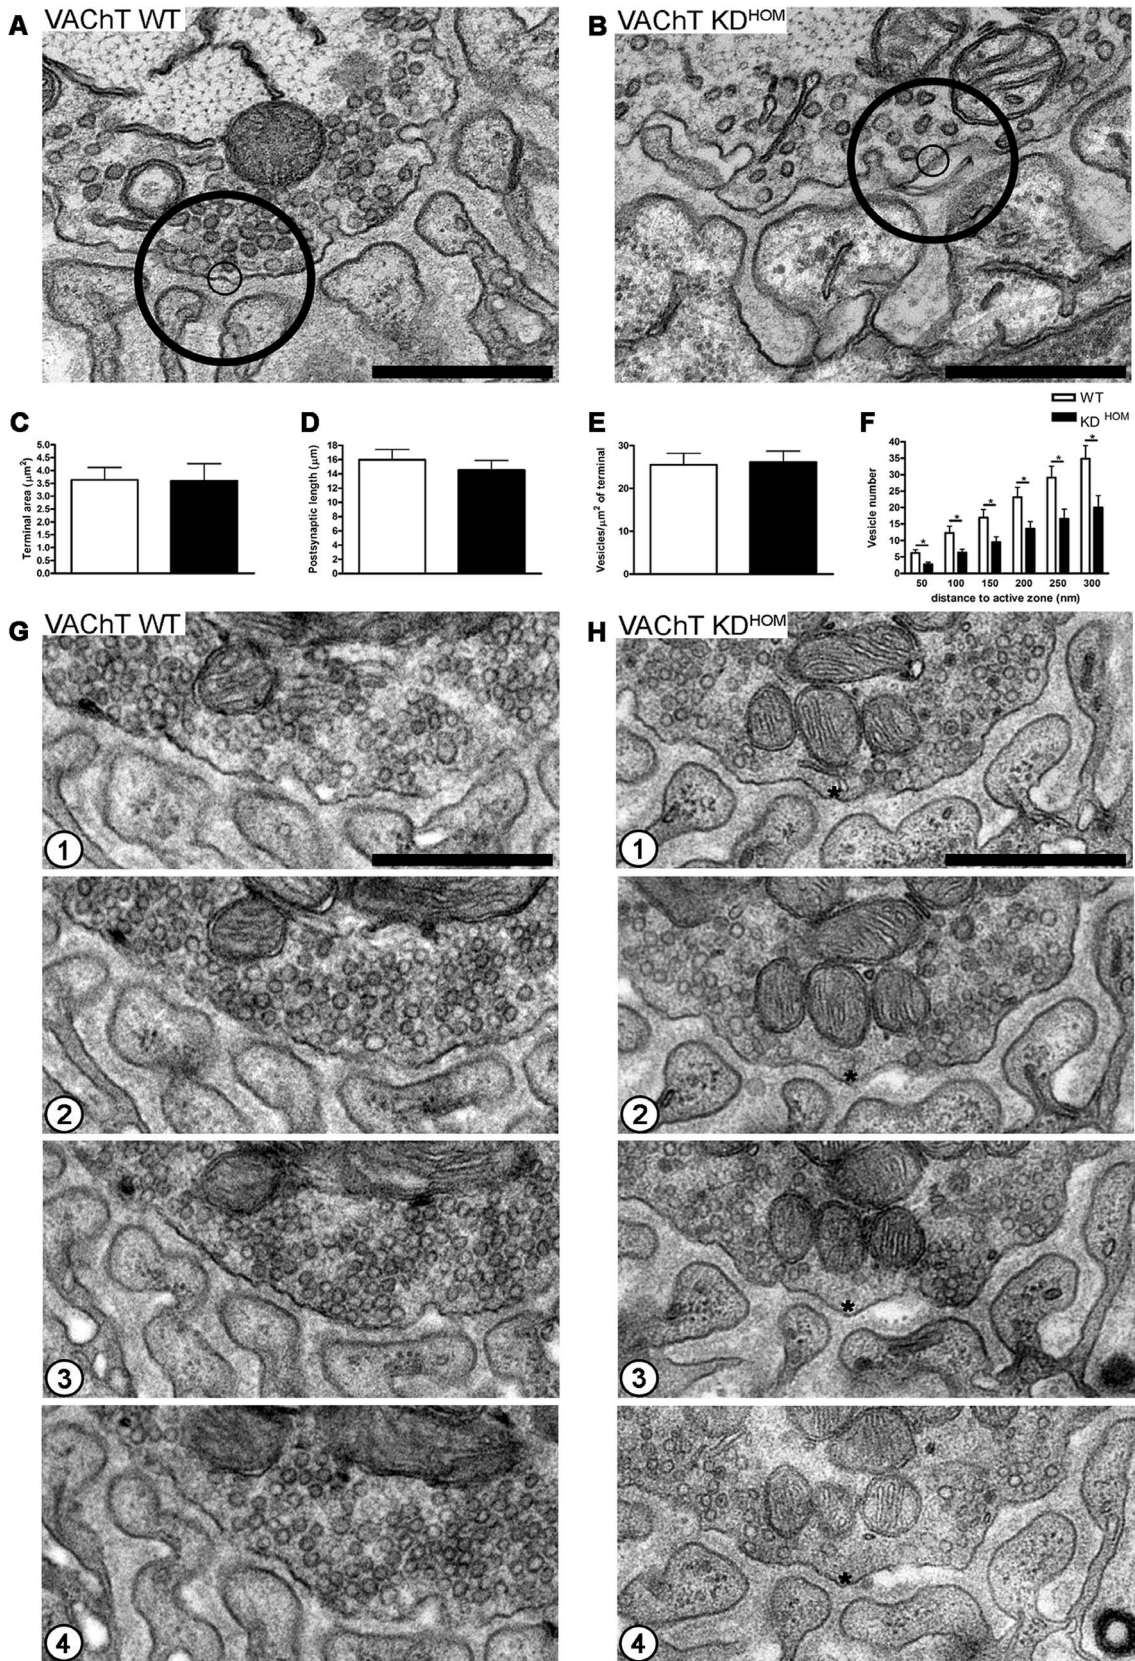 A VAChT WT
B VAChT KD^HOM
C
Terminal area (µm²)
5.0
4.5
4.0
3.5
3.0
2.5
2.0
1.5
1.0
0.5
0.0
D
Postsynaptic length (µm)
18
16
14
12
10
8
6
4
2
0
E
Vesicles/µm² of terminal
30
20
10
0
F
WT
KD HOM
Vesicle number
40
35
30
25
20
15
10
5
0
* * * * * *
50 100 150 200 250 300
distance to active zone (nm)
G VAChT WT
1
2
3
4
H VAChT KD^HOM
*
1
*
2
*
3
*
4